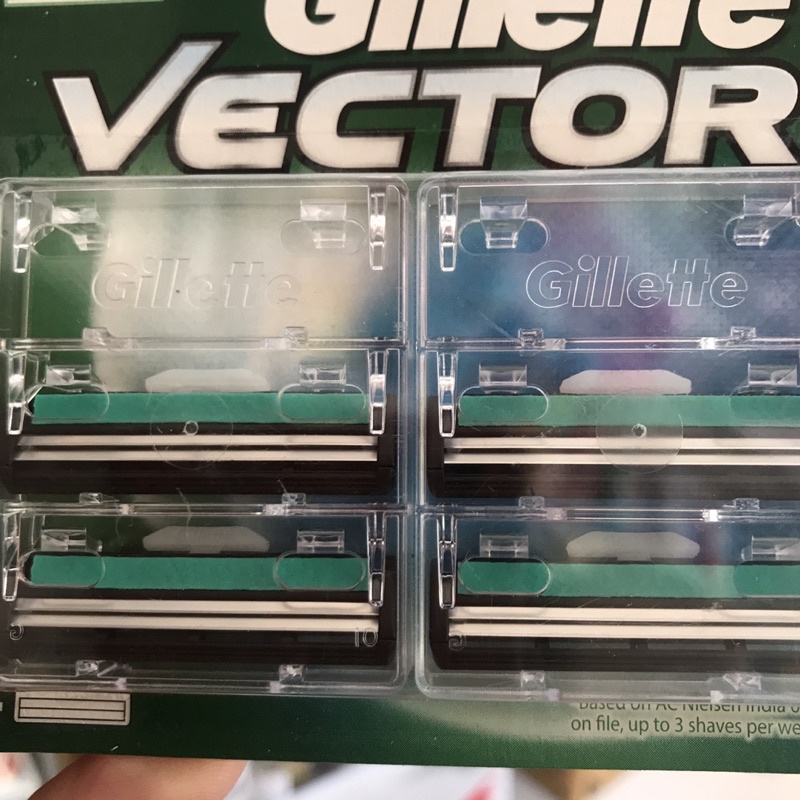 Gillette
VECTOR
Gillette Gillette
10
Based on AC Nielsen India
on file, up to 3 shaves per we